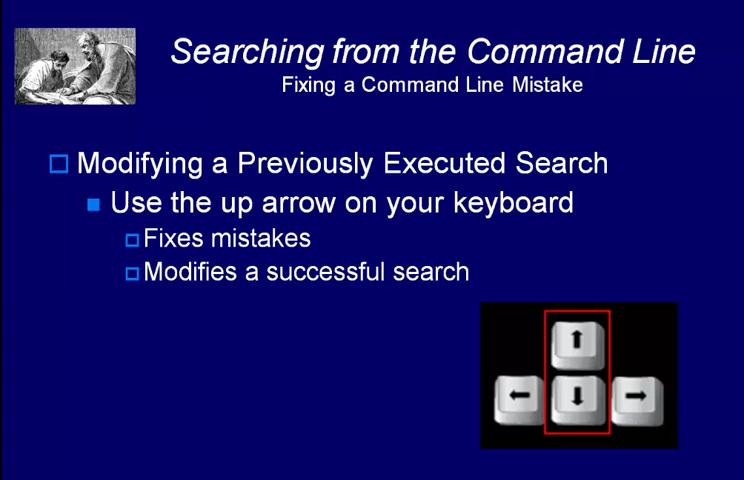 Searching from the Command Line
Fixing a Command Line Mistake
Modifying a Previously Executed Search
Use the up arrow on your keyboard
Fixes mistakes
Modifies a successful search